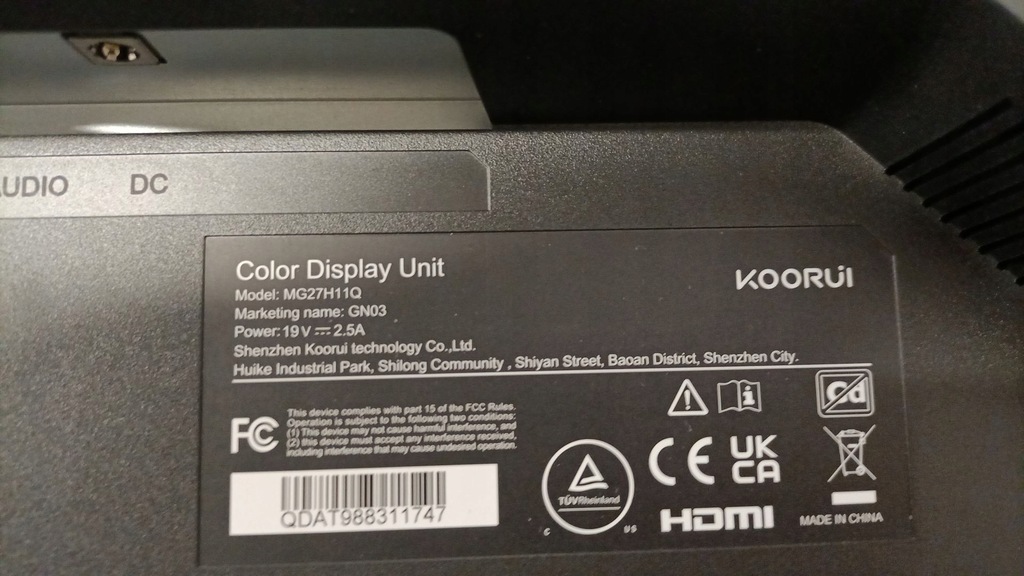 AUDIO DC
Color Display Unit
KOORUI
Model: MG27H11Q
Marketing name: GN03
Power: 19V 2.5A
Shenzhen Koorui technology Co.,Ltd.
Huike Industrial Park, Shilong Community , Shiyan Street, Baoan District, Shenzhen City.
FC
This device complies with part 15 of the FCC Rules.
Operation is subject to the following two conditions:
(1) This device may not cause harmful interference, and
(2) this device must accept any interference received,
including interference that may cause undesired operation.
Cd
CE
UK
CA
TÜVRheinland
C US
HDMI
MADE IN CHINA
QDAT988311747